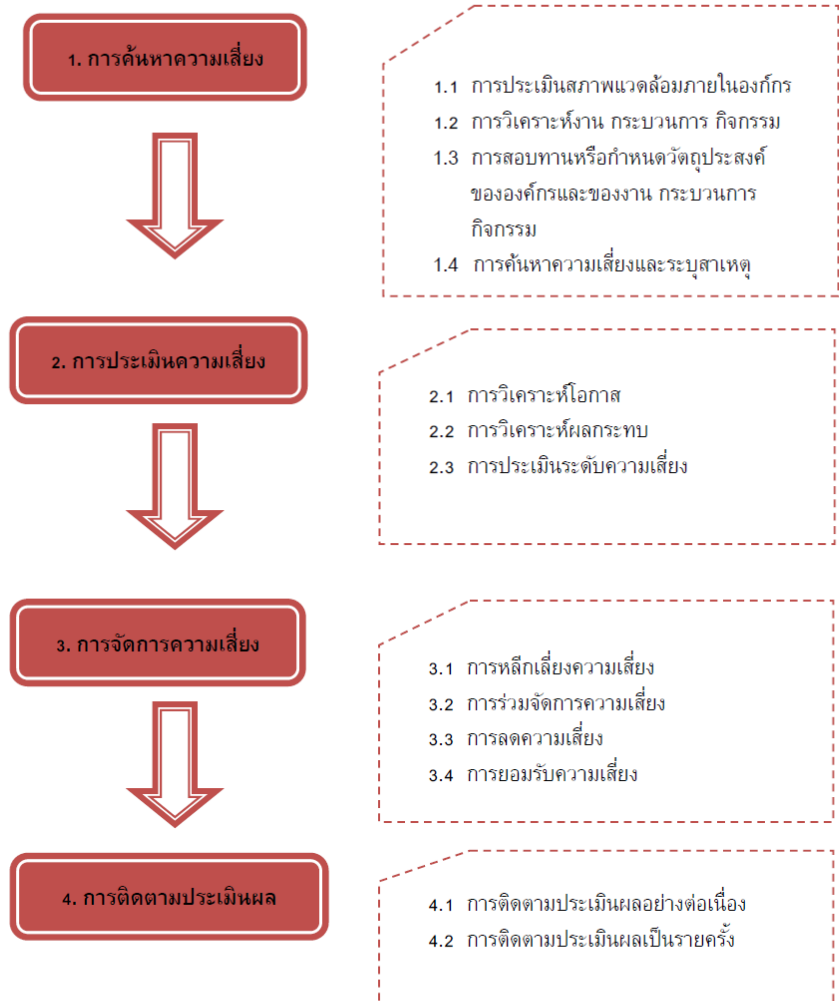 1. การค้นหาความเสี่ยง
1.1 การประเมินสภาพแวดล้อมภายในองค์กร
1.2 การวิเคราะห์งาน กระบวนการ กิจกรรม
1.3 การสอบทานหรือกำหนดวัตถุประสงค์
ขององค์กรและของงาน กระบวนการ
กิจกรรม
1.4 การค้นหาความเสี่ยงและระบุสาเหตุ
2. การประเมินความเสี่ยง
2.1 การวิเคราะห์โอกาส
2.2 การวิเคราะห์ผลกระทบ
2.3 การประเมินระดับความเสี่ยง
3. การจัดการความเสี่ยง
3.1 การหลีกเลี่ยงความเสี่ยง
3.2 การร่วมจัดการความเสี่ยง
3.3 การลดความเสี่ยง
3.4 การยอมรับความเสี่ยง
4. การติดตามประเมินผล
4.1 การติดตามประเมินผลอย่างต่อเนื่อง
4.2 การติดตามประเมินผลเป็นรายครั้ง